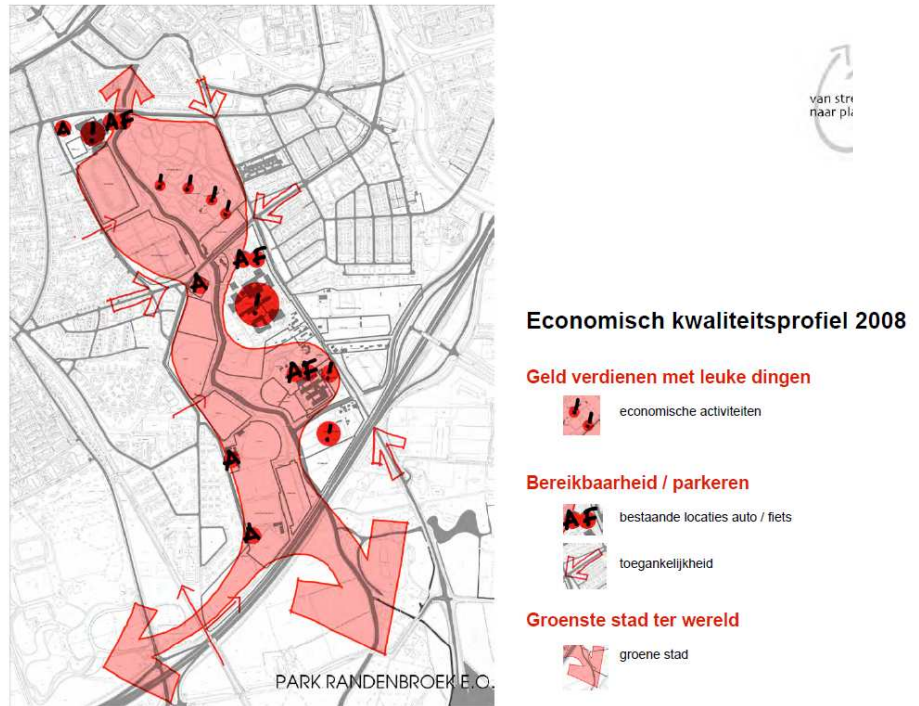 van stre
naar pla
A
!
AF
!
!
!
!
AF
A
!
AF
!
!
A
A
PARK RANDENBROEK E.O.
Economisch kwaliteitsprofiel 2008
Geld verdienen met leuke dingen
! !
economische activiteiten
Bereikbaarheid / parkeren
AF
bestaande locaties auto / fiets
toegankelijkheid
Groenste stad ter wereld
groene stad